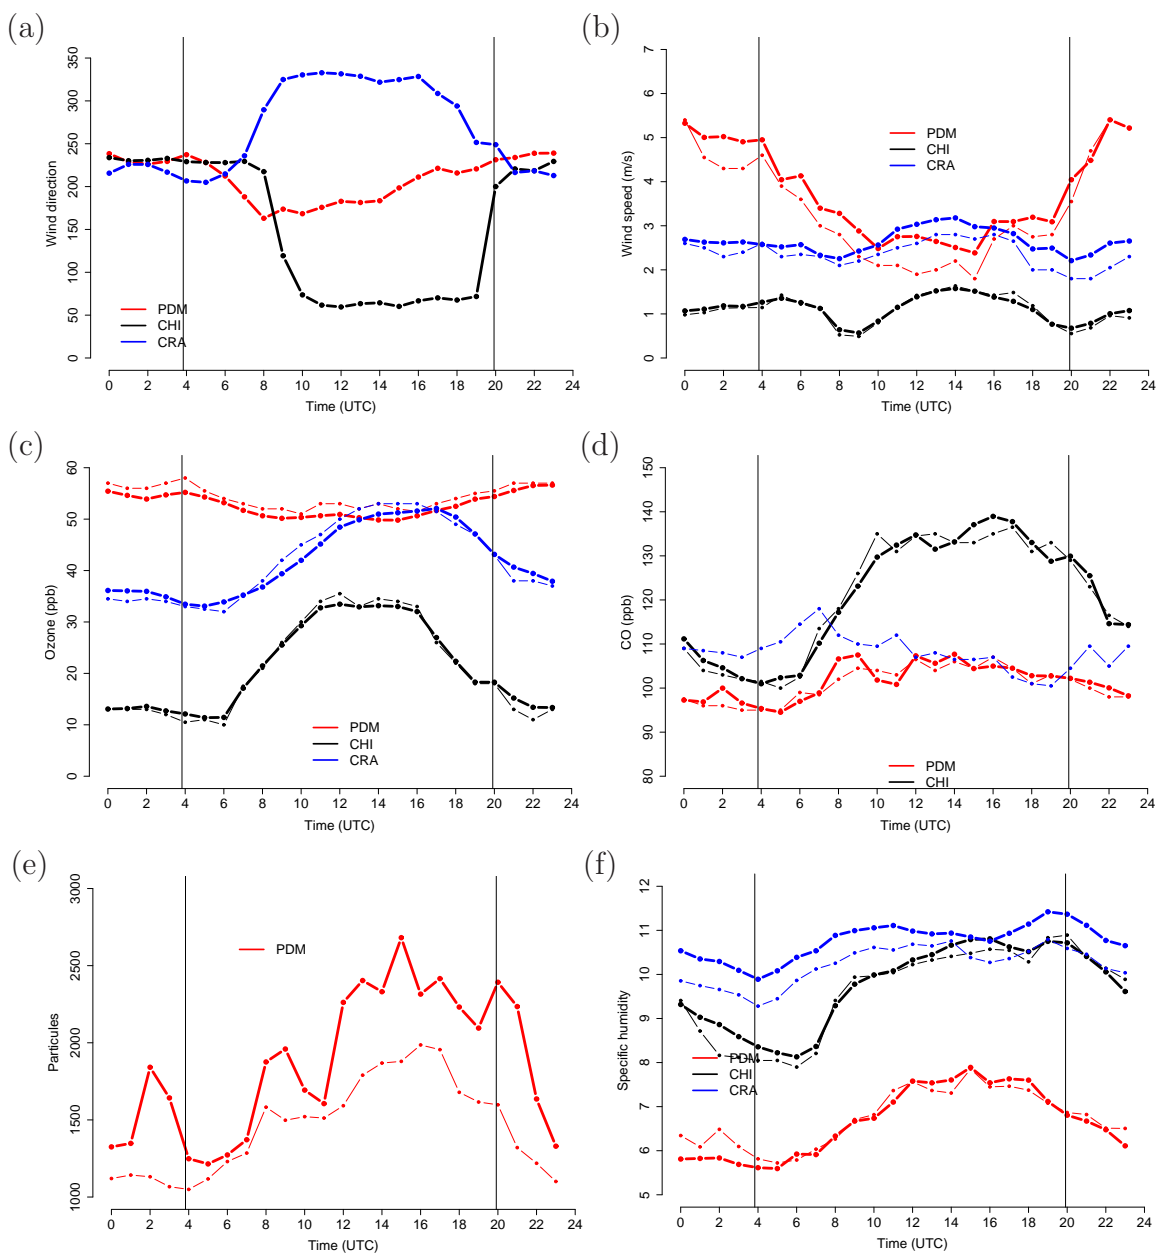 (a)
Wind direction
0 50 100 150 200 250 300 350
PDM
CHI
CRA
0 2 4 6 8 10 12 14 16 18 20 22 24
Time (UTC)
(b)
Wind speed (m/s)
0 1 2 3 4 5 6 7
PDM
CHI
CRA
0 2 4 6 8 10 12 14 16 18 20 22 24
Time (UTC)
(c)
Ozone (ppb)
0 10 20 30 40 50 60
PDM
CHI
CRA
0 2 4 6 8 10 12 14 16 18 20 22 24
Time (UTC)
(d)
CO (ppb)
80 90 100 110 120 130 140 150
PDM
CHI
0 2 4 6 8 10 12 14 16 18 20 22 24
Time (UTC)
(e)
Particules
1000 1500 2000 2500 3000
PDM
0 2 4 6 8 10 12 14 16 18 20 22 24
Time (UTC)
(f)
Specific humidity
5 6 7 8 9 10 11 12
PDM
CHI
CRA
0 2 4 6 8 10 12 14 16 18 20 22 24
Time (UTC)